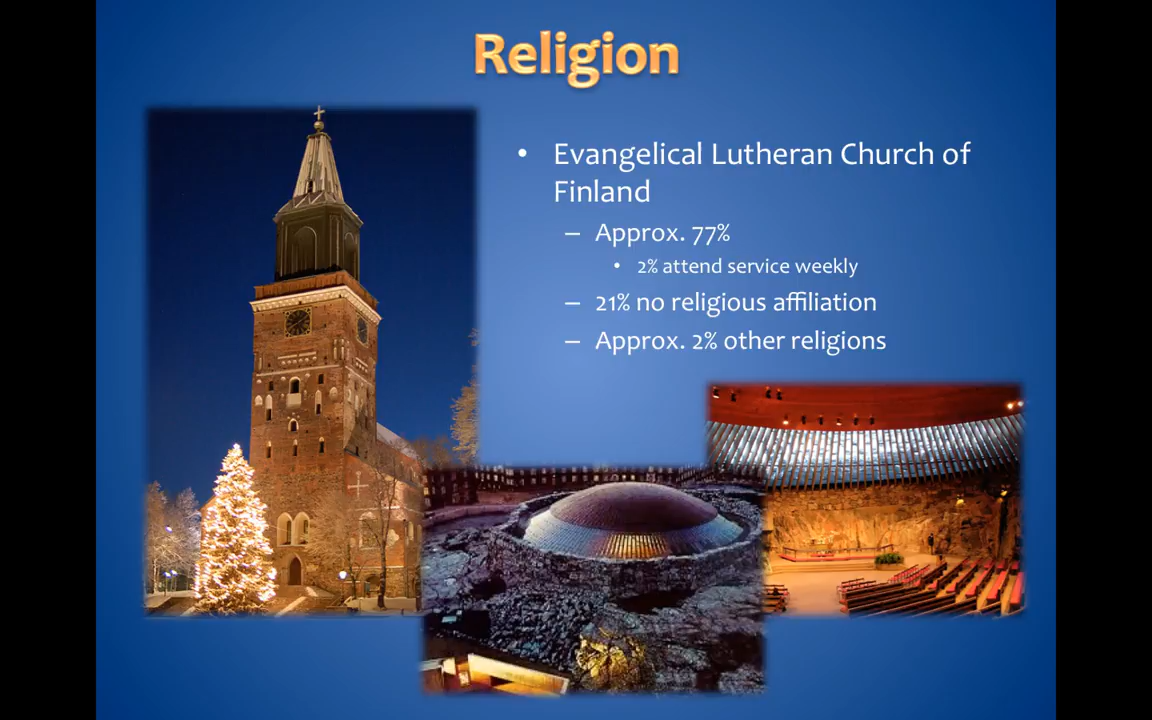 Religion
• Evangelical Lutheran Church of
Finland
– Approx. 77%
• 2% attend service weekly
– 21% no religious affiliation
– Approx. 2% other religions